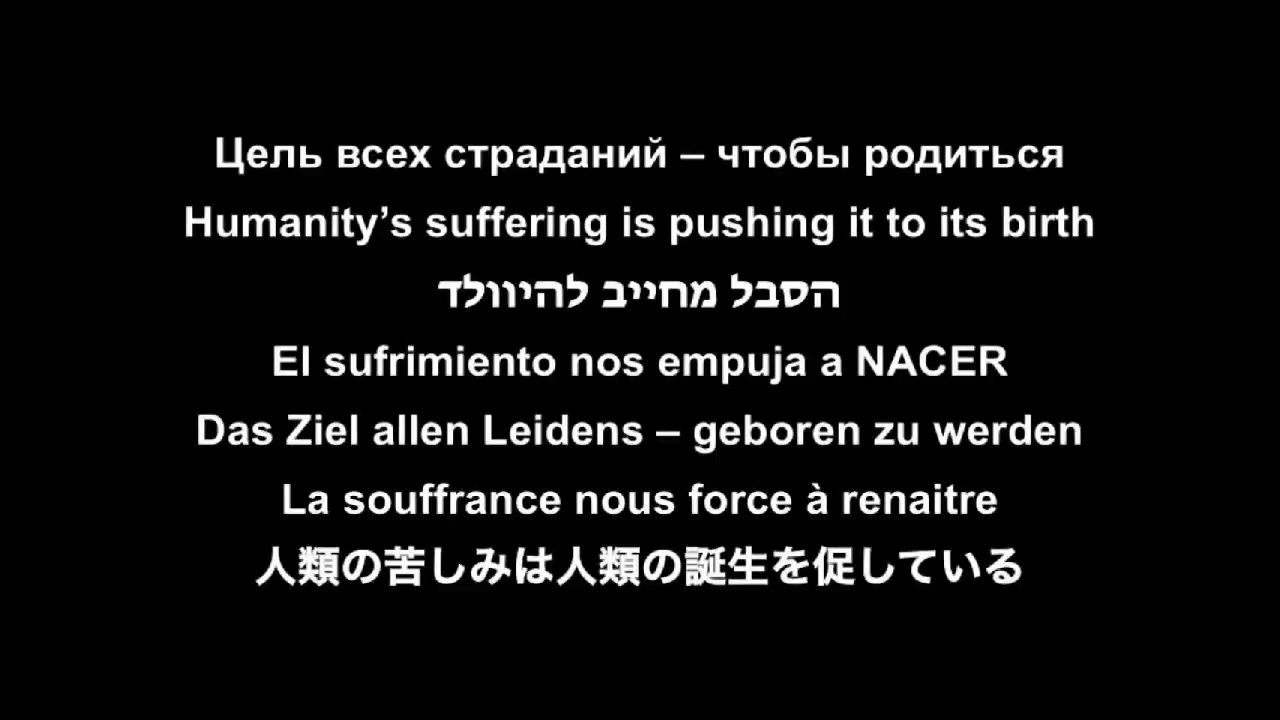 Цель всех страданий – чтобы родиться
Humanity’s suffering is pushing it to its birth
הסבל מחייב להיוולד
El sufrimiento nos empuja a NACER
Das Ziel allen Leidens – geboren zu werden
La souffrance nous force à renaitre
人類の苦しみは人類の誕生を促している